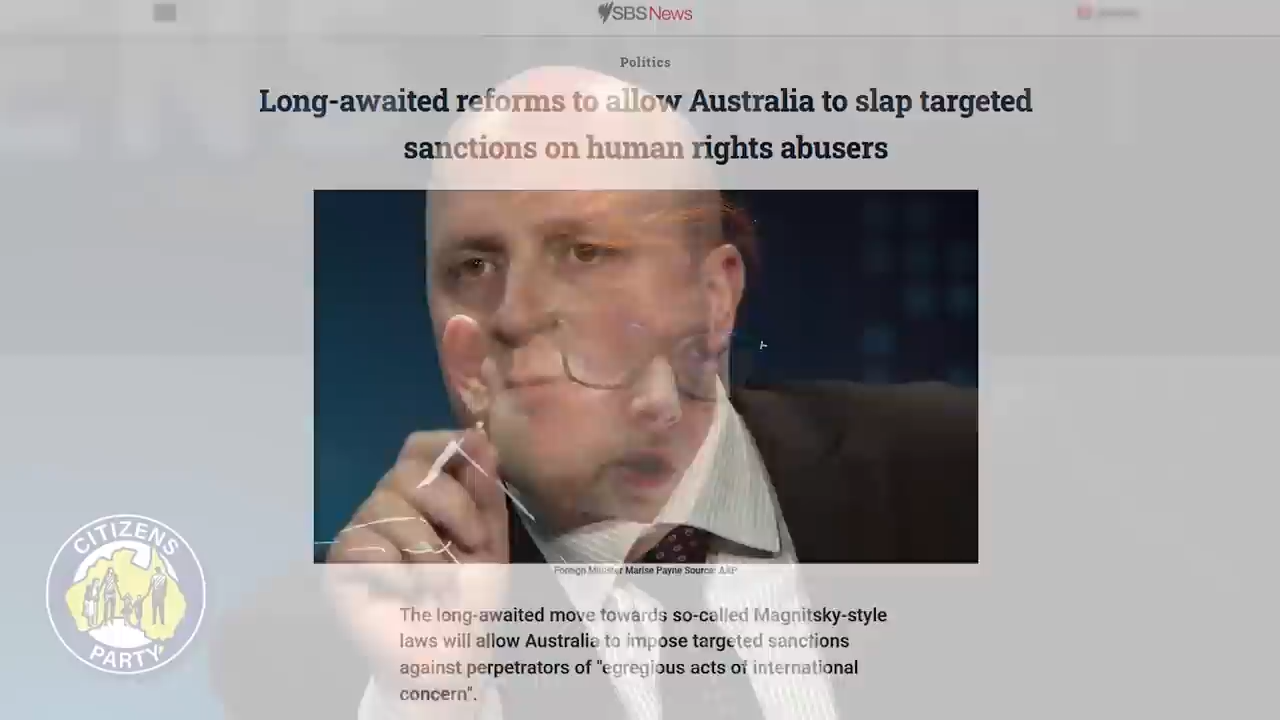 SBS News
Politics
Long-awaited reforms to allow Australia to slap targeted
sanctions on human rights abusers
Foreign Minister Marise Payne Source: AAP
The long-awaited move towards so-called Magnitsky-style
laws will allow Australia to impose targeted sanctions
against perpetrators of "egregious acts of international
concern".
CITIZENS
PARTY